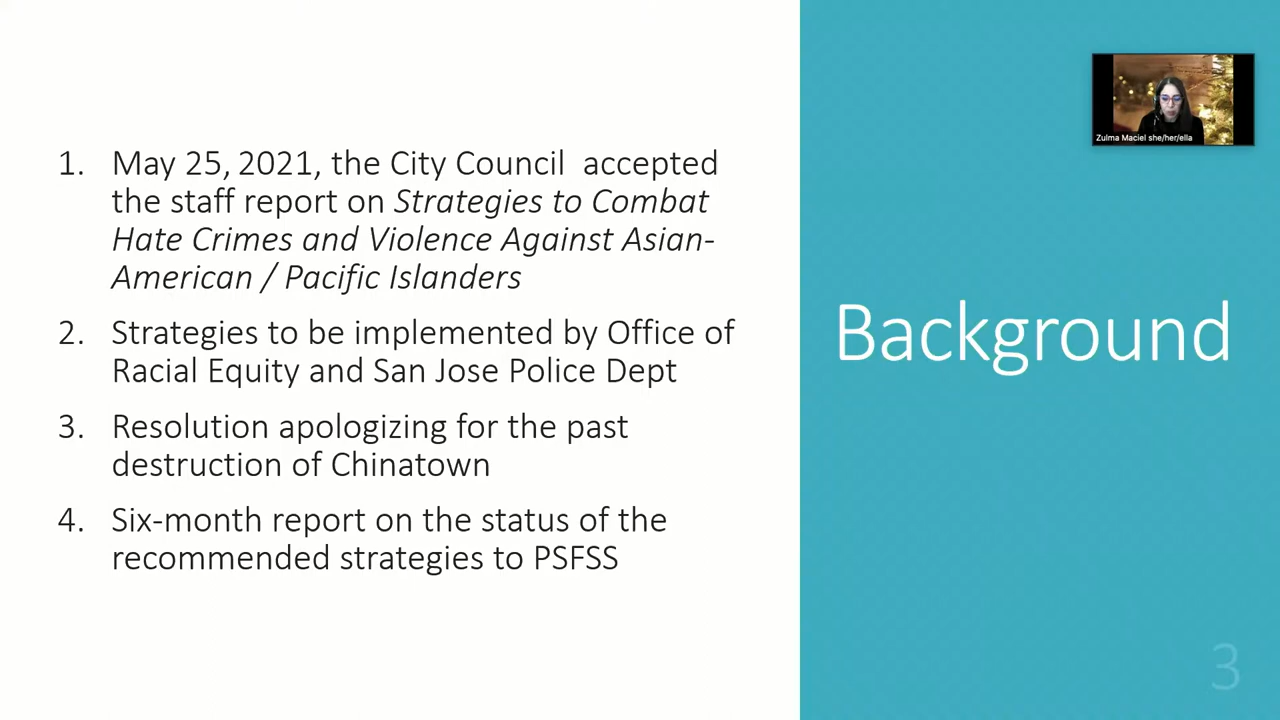 1. May 25, 2021, the City Council accepted
the staff report on Strategies to Combat
Hate Crimes and Violence Against Asian-
American / Pacific Islanders
2. Strategies to be implemented by Office of
Racial Equity and San Jose Police Dept
3. Resolution apologizing for the past
destruction of Chinatown
4. Six-month report on the status of the
recommended strategies to PSFSS
Background
Zulma Maciel she/her/ella
3